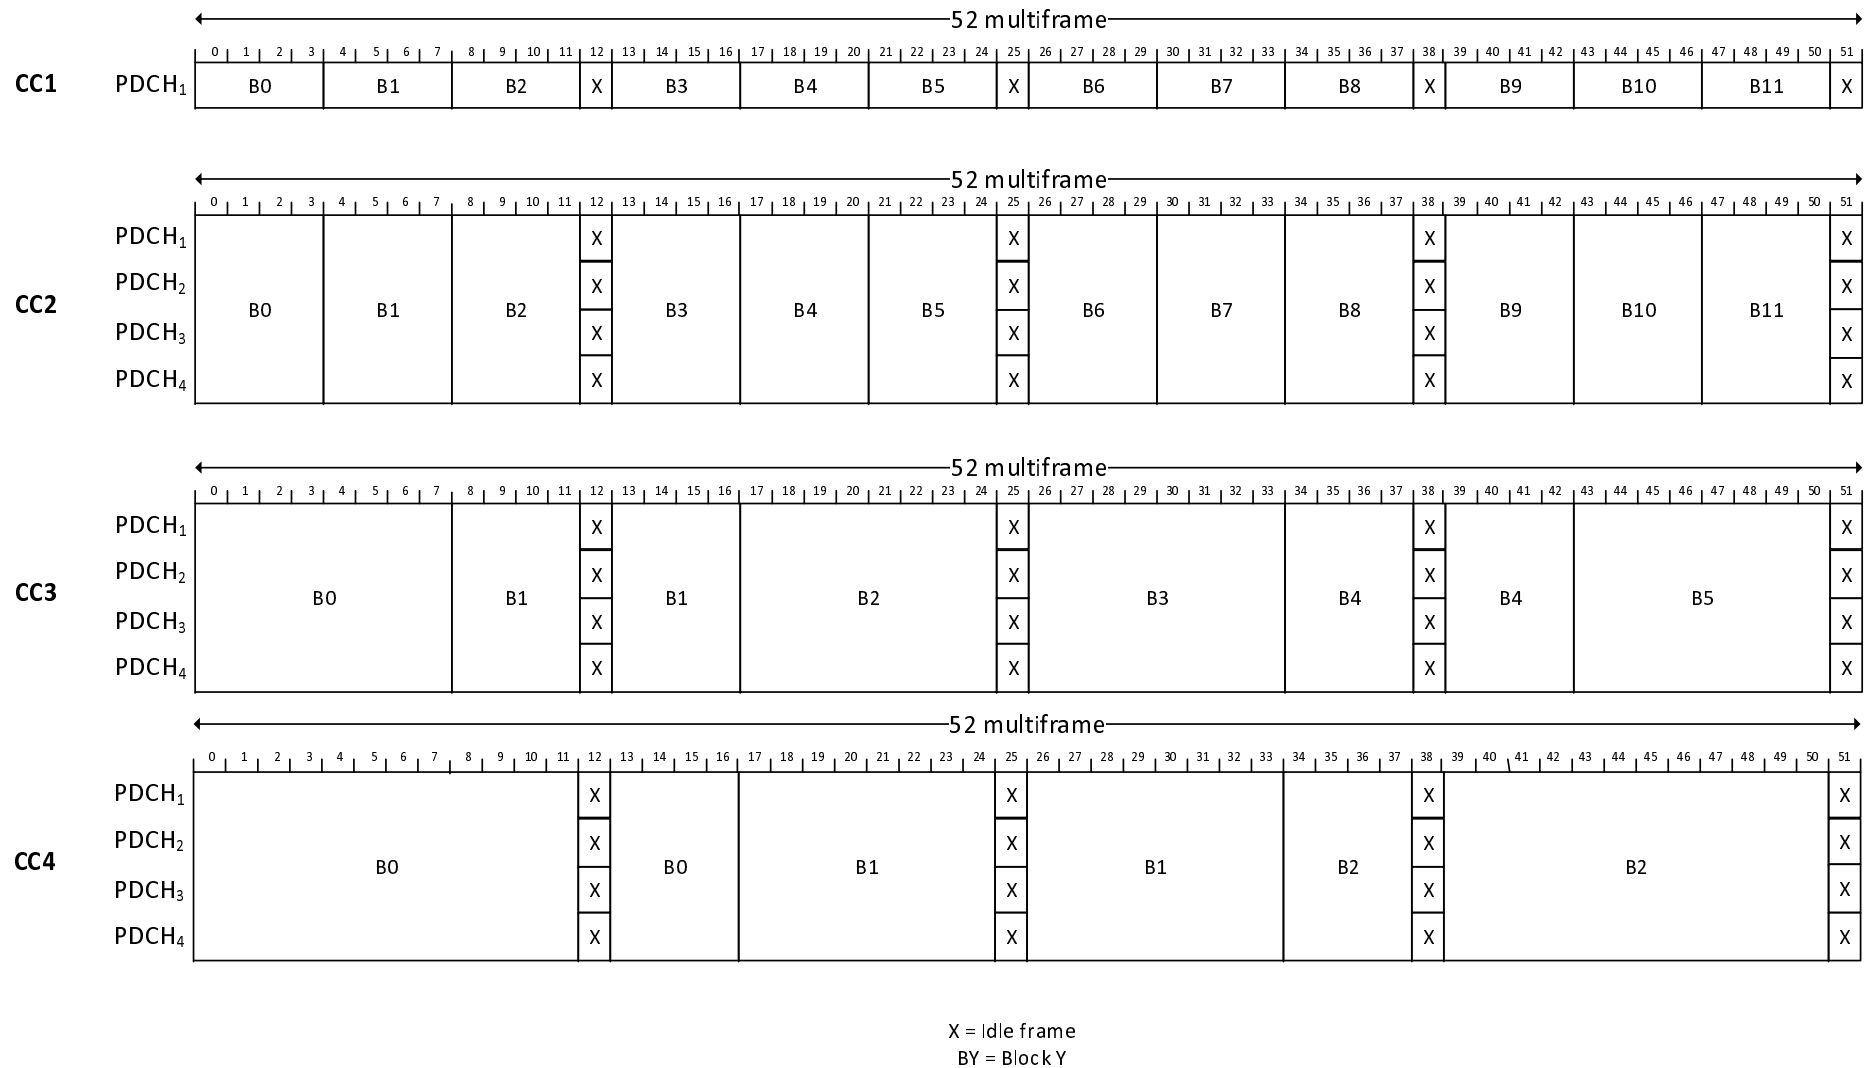 52 multiframe
0 1 2 3 4 5 6 7 8 9 10 11 12 13 14 15 16 17 18 19 20 21 22 23 24 25 26 27 28 29 30 31 32 33 34 35 36 37 38 39 40 41 42 43 44 45 46 47 48 49 50 51
CC1 PDCH1 B0 B1 B2 X B3 B4 B5 X B6 B7 B8 X B9 B10 B11 X
52 multiframe
0 1 2 3 4 5 6 7 8 9 10 11 12 13 14 15 16 17 18 19 20 21 22 23 24 25 26 27 28 29 30 31 32 33 34 35 36 37 38 39 40 41 42 43 44 45 46 47 48 49 50 51
PDCH1 X X X X
PDCH2 X X X X
CC2 B0 B1 B2 B3 B4 B5 B6 B7 B8 B9 B10 B11
PDCH3 X X X X
PDCH4 X X X X
52 multiframe
0 1 2 3 4 5 6 7 8 9 10 11 12 13 14 15 16 17 18 19 20 21 22 23 24 25 26 27 28 29 30 31 32 33 34 35 36 37 38 39 40 41 42 43 44 45 46 47 48 49 50 51
PDCH1 X X X X
PDCH2 X X X X
CC3 B0 B1 B1 B2 B3 B4 B4 B5
PDCH3 X X X X
PDCH4 X X X X
52 multiframe
0 1 2 3 4 5 6 7 8 9 10 11 12 13 14 15 16 17 18 19 20 21 22 23 24 25 26 27 28 29 30 31 32 33 34 35 36 37 38 39 40 41 42 43 44 45 46 47 48 49 50 51
PDCH1 X X X X
PDCH2 X X X X
CC4 B0 B0 B1 B1 B2 B2
PDCH3 X X X X
PDCH4 X X X X
X = Idle frame
BY = Block Y